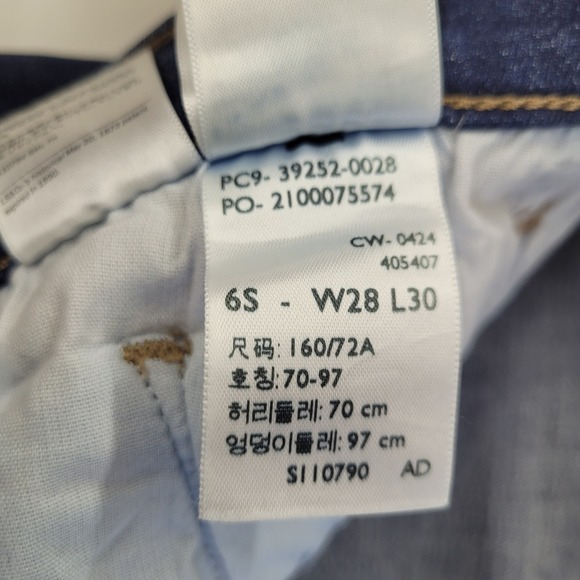 PC9- 39252-0028
PO- 2100075574
CW- 0424
405407
6S - W28 L30
尺码: 160/72A
호칭: 70-97
허리둘레: 70 cm
엉덩이둘레: 97 cm
S110790 AD